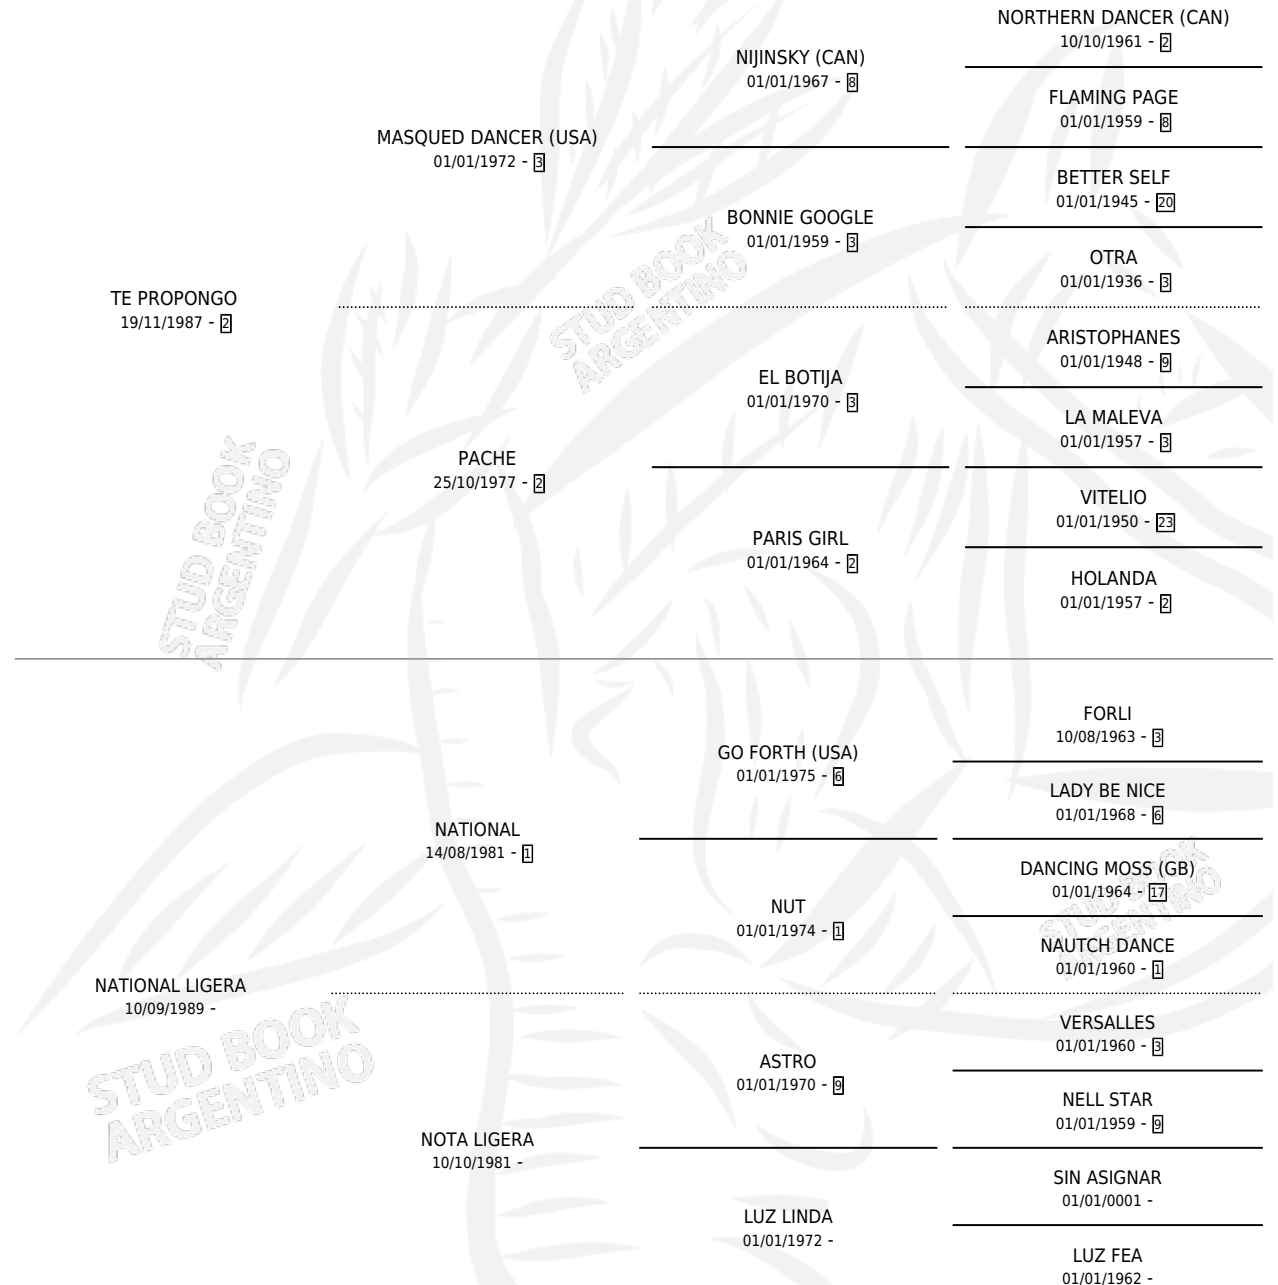 NORTHERN DANCER (CAN)
10/10/1961 - 2
NIJINSKY (CAN)
01/01/1967 - 8
FLAMING PAGE
01/01/1959 - 8
MASQUED DANCER (USA)
01/01/1972 - 3
BETTER SELF
01/01/1945 - 20
BONNIE GOOGLE
01/01/1959 - 3
OTRA
01/01/1936 - 3
TE PROPONGO
19/11/1987 - 2
ARISTOPHANES
01/01/1948 - 9
EL BOTIJA
01/01/1970 - 3
LA MALEVA
01/01/1957 - 3
PACHE
25/10/1977 - 2
VITELIO
01/01/1950 - 23
PARIS GIRL
01/01/1964 - 2
HOLANDA
01/01/1957 - 2
STUD BOOK
ARGENTINO
STUD BOOK
ARGENTINO
FORLI
10/08/1963 - 3
GO FORTH (USA)
01/01/1975 - 6
LADY BE NICE
01/01/1968 - 6
NATIONAL
14/08/1981 - 1
DANCING MOSS (GB)
01/01/1964 - 17
NUT
01/01/1974 - 1
NAUTCH DANCE
01/01/1960 - 1
NATIONAL LIGERA
10/09/1989 -
VERSALLES
01/01/1960 - 3
ASTRO
01/01/1970 - 9
NELL STAR
01/01/1959 - 9
NOTA LIGERA
10/10/1981 -
SIN ASIGNAR
01/01/0001 -
LUZ LINDA
01/01/1972 -
LUZ FEA
01/01/1962 -
STUD BOOK
ARGENTINO
STUD BOOK
ARGENTINO